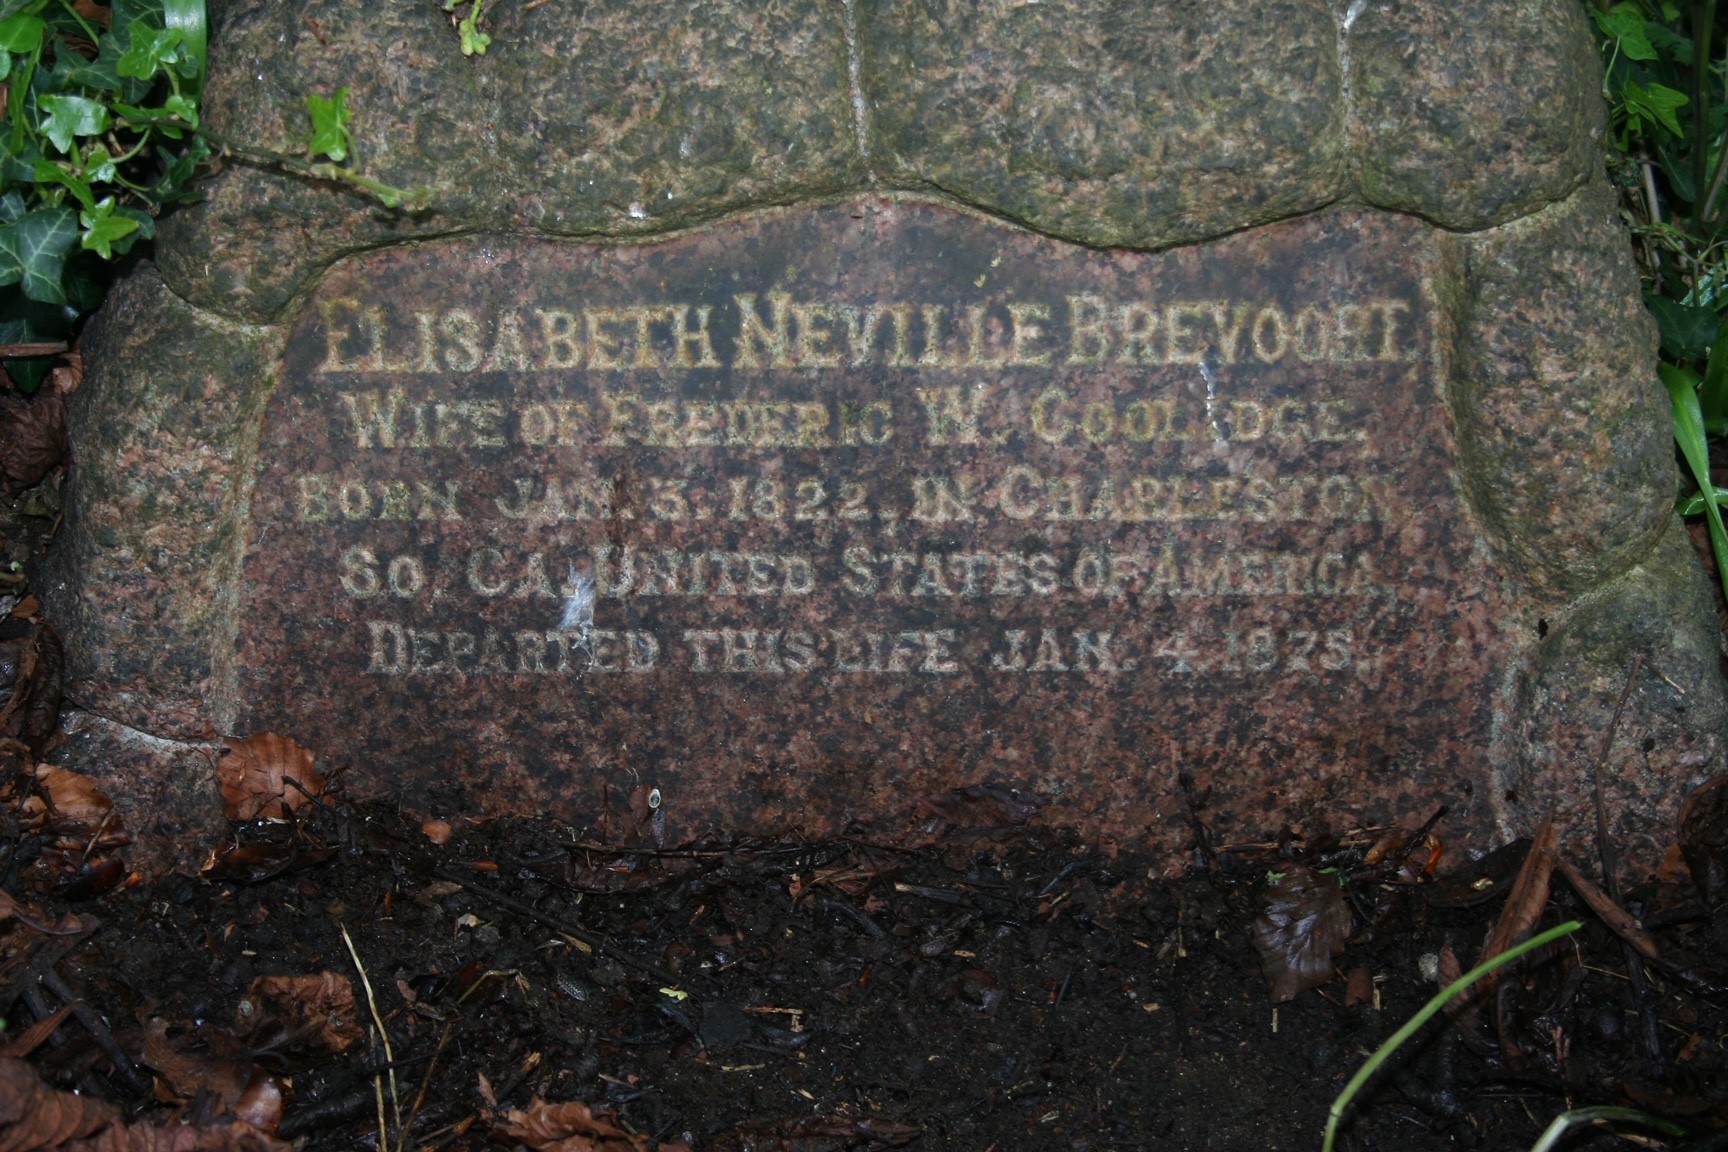 ELISABETH NEVILLE BREVOORT,
WIFE OF FREDERIC W. COOLIDGE.
BORN JAN. 3. 1822, IN CHARLESTON
SO. CA. UNITED STATES OF AMERICA.
DEPARTED THIS LIFE JAN. 4. 1875.